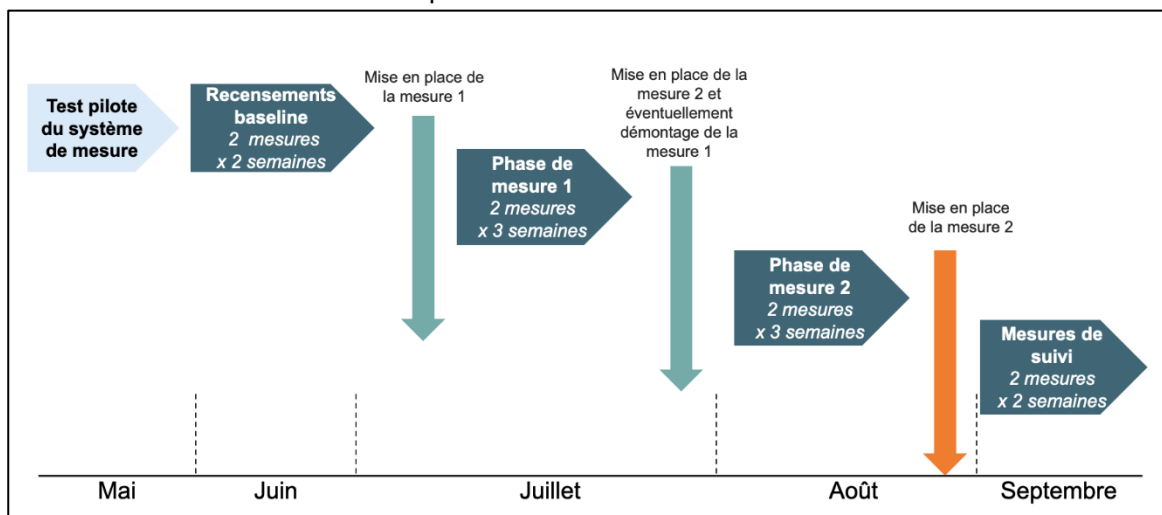 Test pilote
du système
de mesure
Recensements
baseline
2 mesures
x 2 semaines
Mise en place de
la mesure 1
Phase de
mesure 1
2 mesures
x 3 semaines
Mise en place de la
mesure 2 et
éventuellement
démontage de la
mesure 1
Phase de
mesure 2
2 mesures
x 3 semaines
Mise en place
de la mesure 2
Mesures de
suivi
2 mesures
x 2 semaines
Mai
Juin
Juillet
Août
Septembre